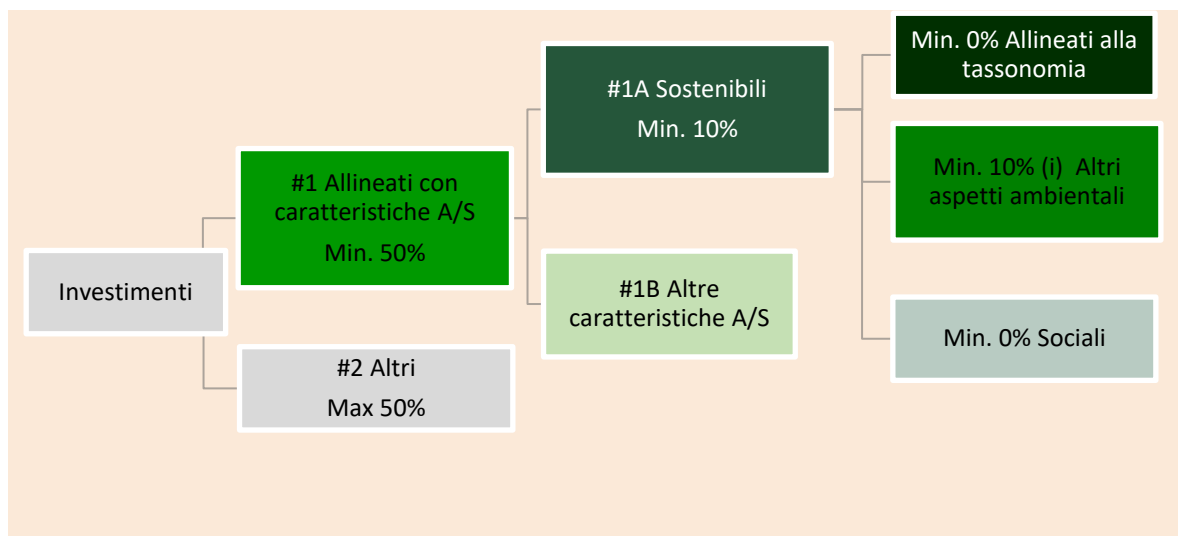 Investimenti
#1 Allineati con
caratteristiche A/S
Min. 50%
#2 Altri
Max 50%
#1A Sostenibili
Min. 10%
#1B Altre
caratteristiche A/S
Min. 0% Allineati alla
tassonomia
Min. 10% (i)  Altri
aspetti ambientali
Min. 0% Sociali